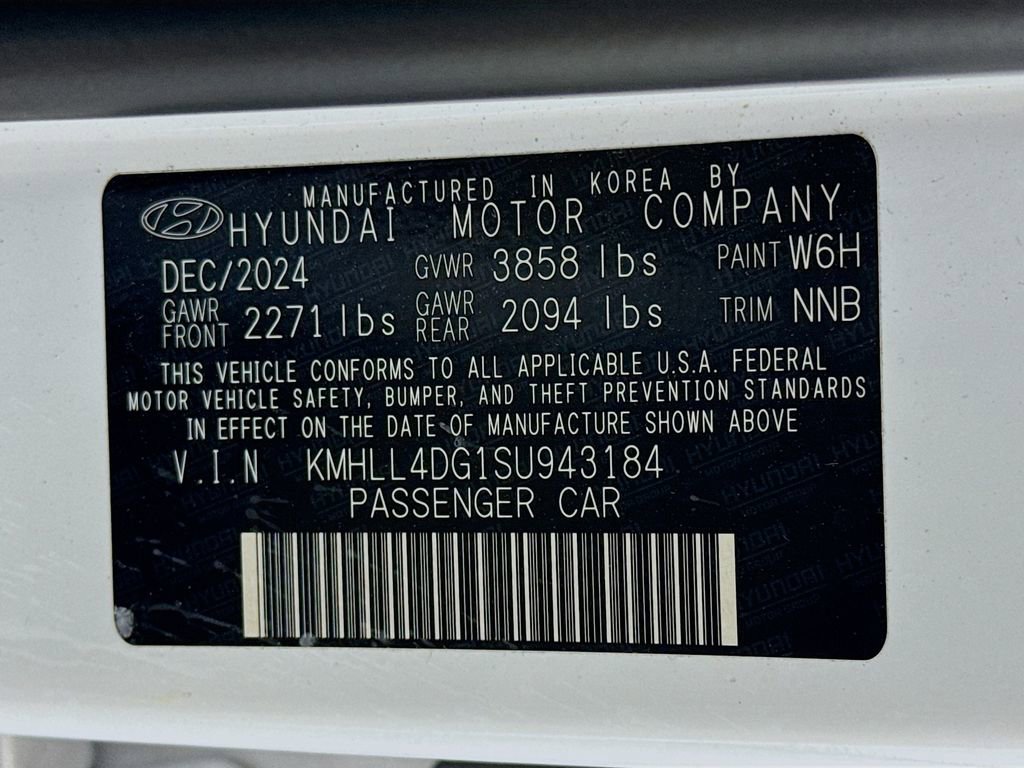 MANUFACTURED IN KOREA BY
HYUNDAI MOTOR COMPANY
DEC/2024 GVWR 3858 lbs PAINT W6H
GAWR FRONT 2271 lbs GAWR REAR 2094 lbs TRIM NNB
THIS VEHICLE CONFORMS TO ALL APPLICABLE U.S.A. FEDERAL
MOTOR VEHICLE SAFETY, BUMPER, AND THEFT PREVENTION STANDARDS
IN EFFECT ON THE DATE OF MANUFACTURE SHOWN ABOVE
V.I.N KMHLL4DG1SU943184
PASSENGER CAR